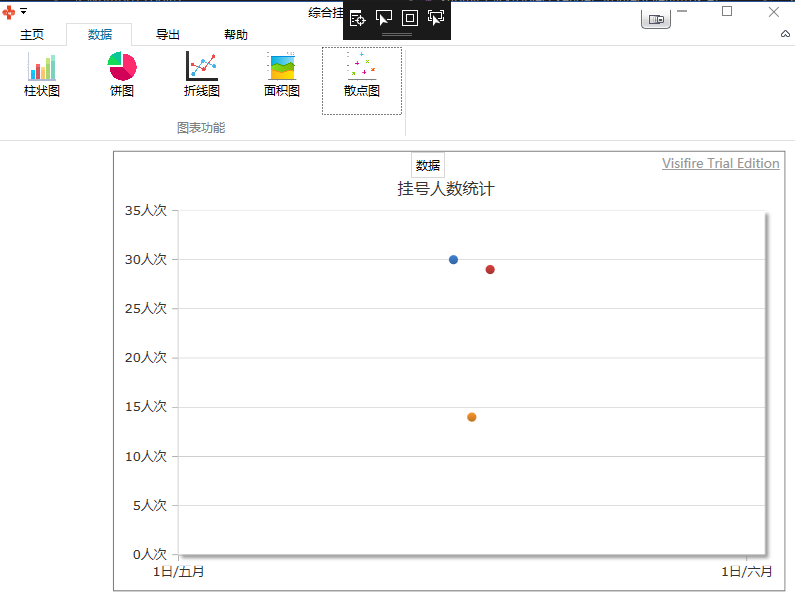 综合挂
主页 数据 导出 帮助
柱状图 饼图 折线图 面积图 散点图
图表功能
数据
Visifire Trial Edition
挂号人数统计
35人次
30人次
25人次
20人次
15人次
10人次
5人次
0人次
1日/五月 1日/六月